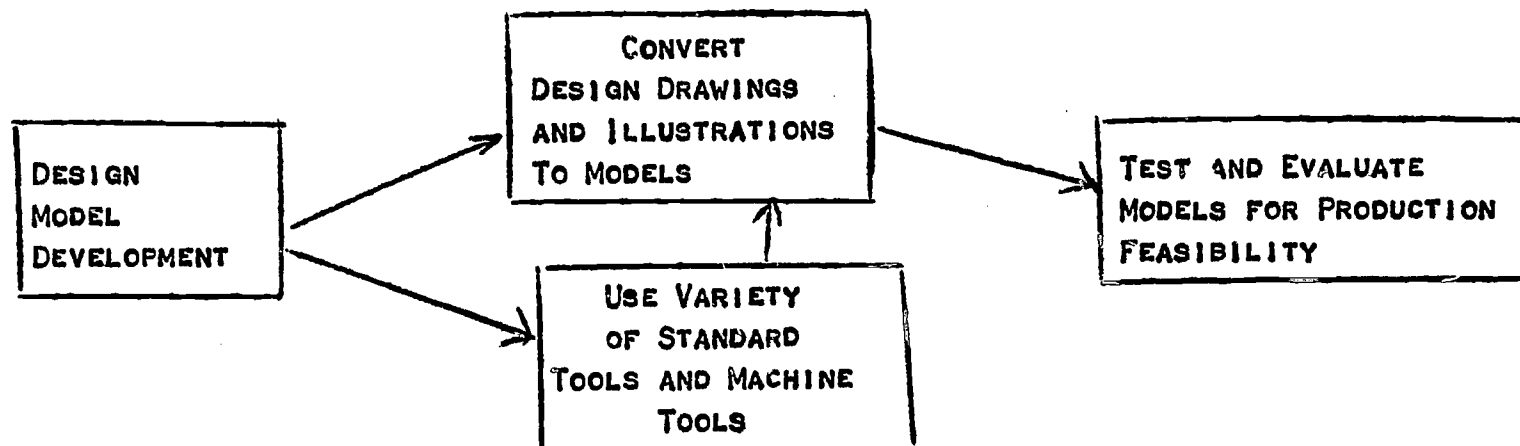 DESIGN
MODEL
DEVELOPMENT
CONVERT
DESIGN DRAWINGS
AND ILLUSTRATIONS
TO MODELS
USE VARIETY
OF STANDARD
TOOLS AND MACHINE
TOOLS
TEST AND EVALUATE
MODELS FOR PRODUCTION
FEASIBILITY